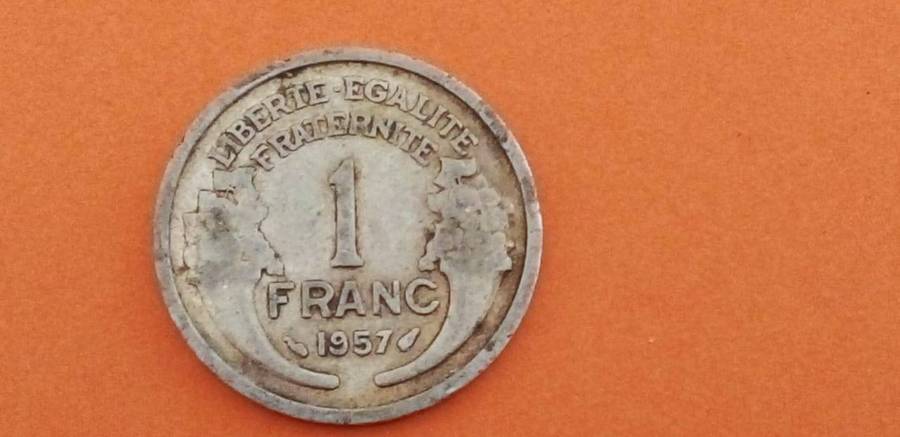 LIBERTE-EGALITE
FRATERNITE
1
FRANC
1957